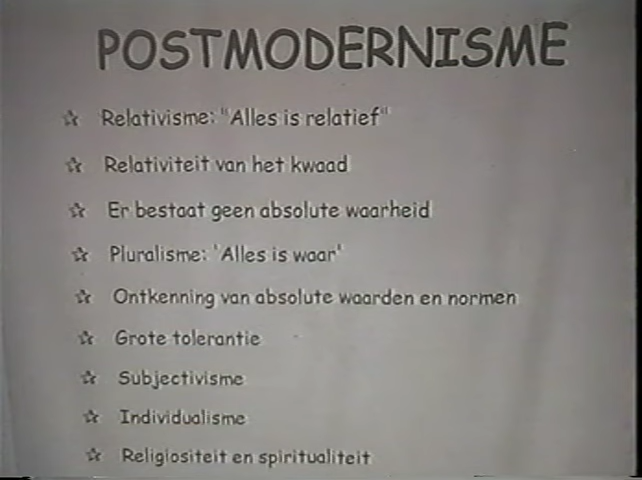 POSTMODERNISME
Relativisme: "Alles is relatief"
Relativiteit van het kwaad
Er bestaat geen absolute waarheid
Pluralisme: 'Alles is waar'
Ontkenning van absolute waarden en normen
Grote tolerantie
Subjectivisme
Individualisme
Religiositeit en spiritualiteit